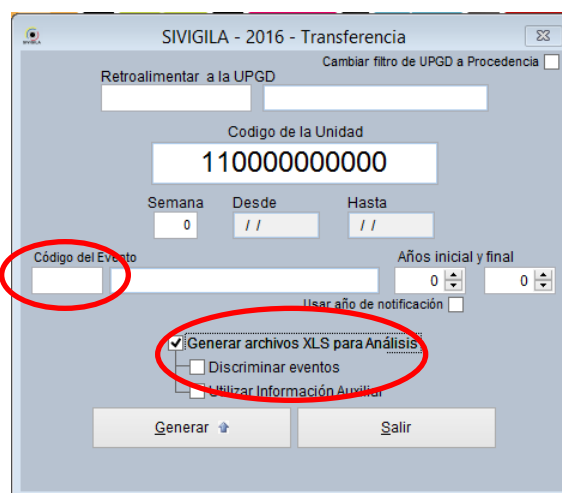 SIVIGILA - 2016 - Transferencia
Cambiar filtro de UPGD a Procedencia
Retroalimentar a la UPGD
Codigo de la Unidad
110000000000
Semana Desde Hasta
0 / / / /
Código del Evento Años inicial y final
0 0
Usar año de notificación
Generar archivos XLS para Análisis
Discriminar eventos
Utilizar Información Auxiliar
Generar Salir